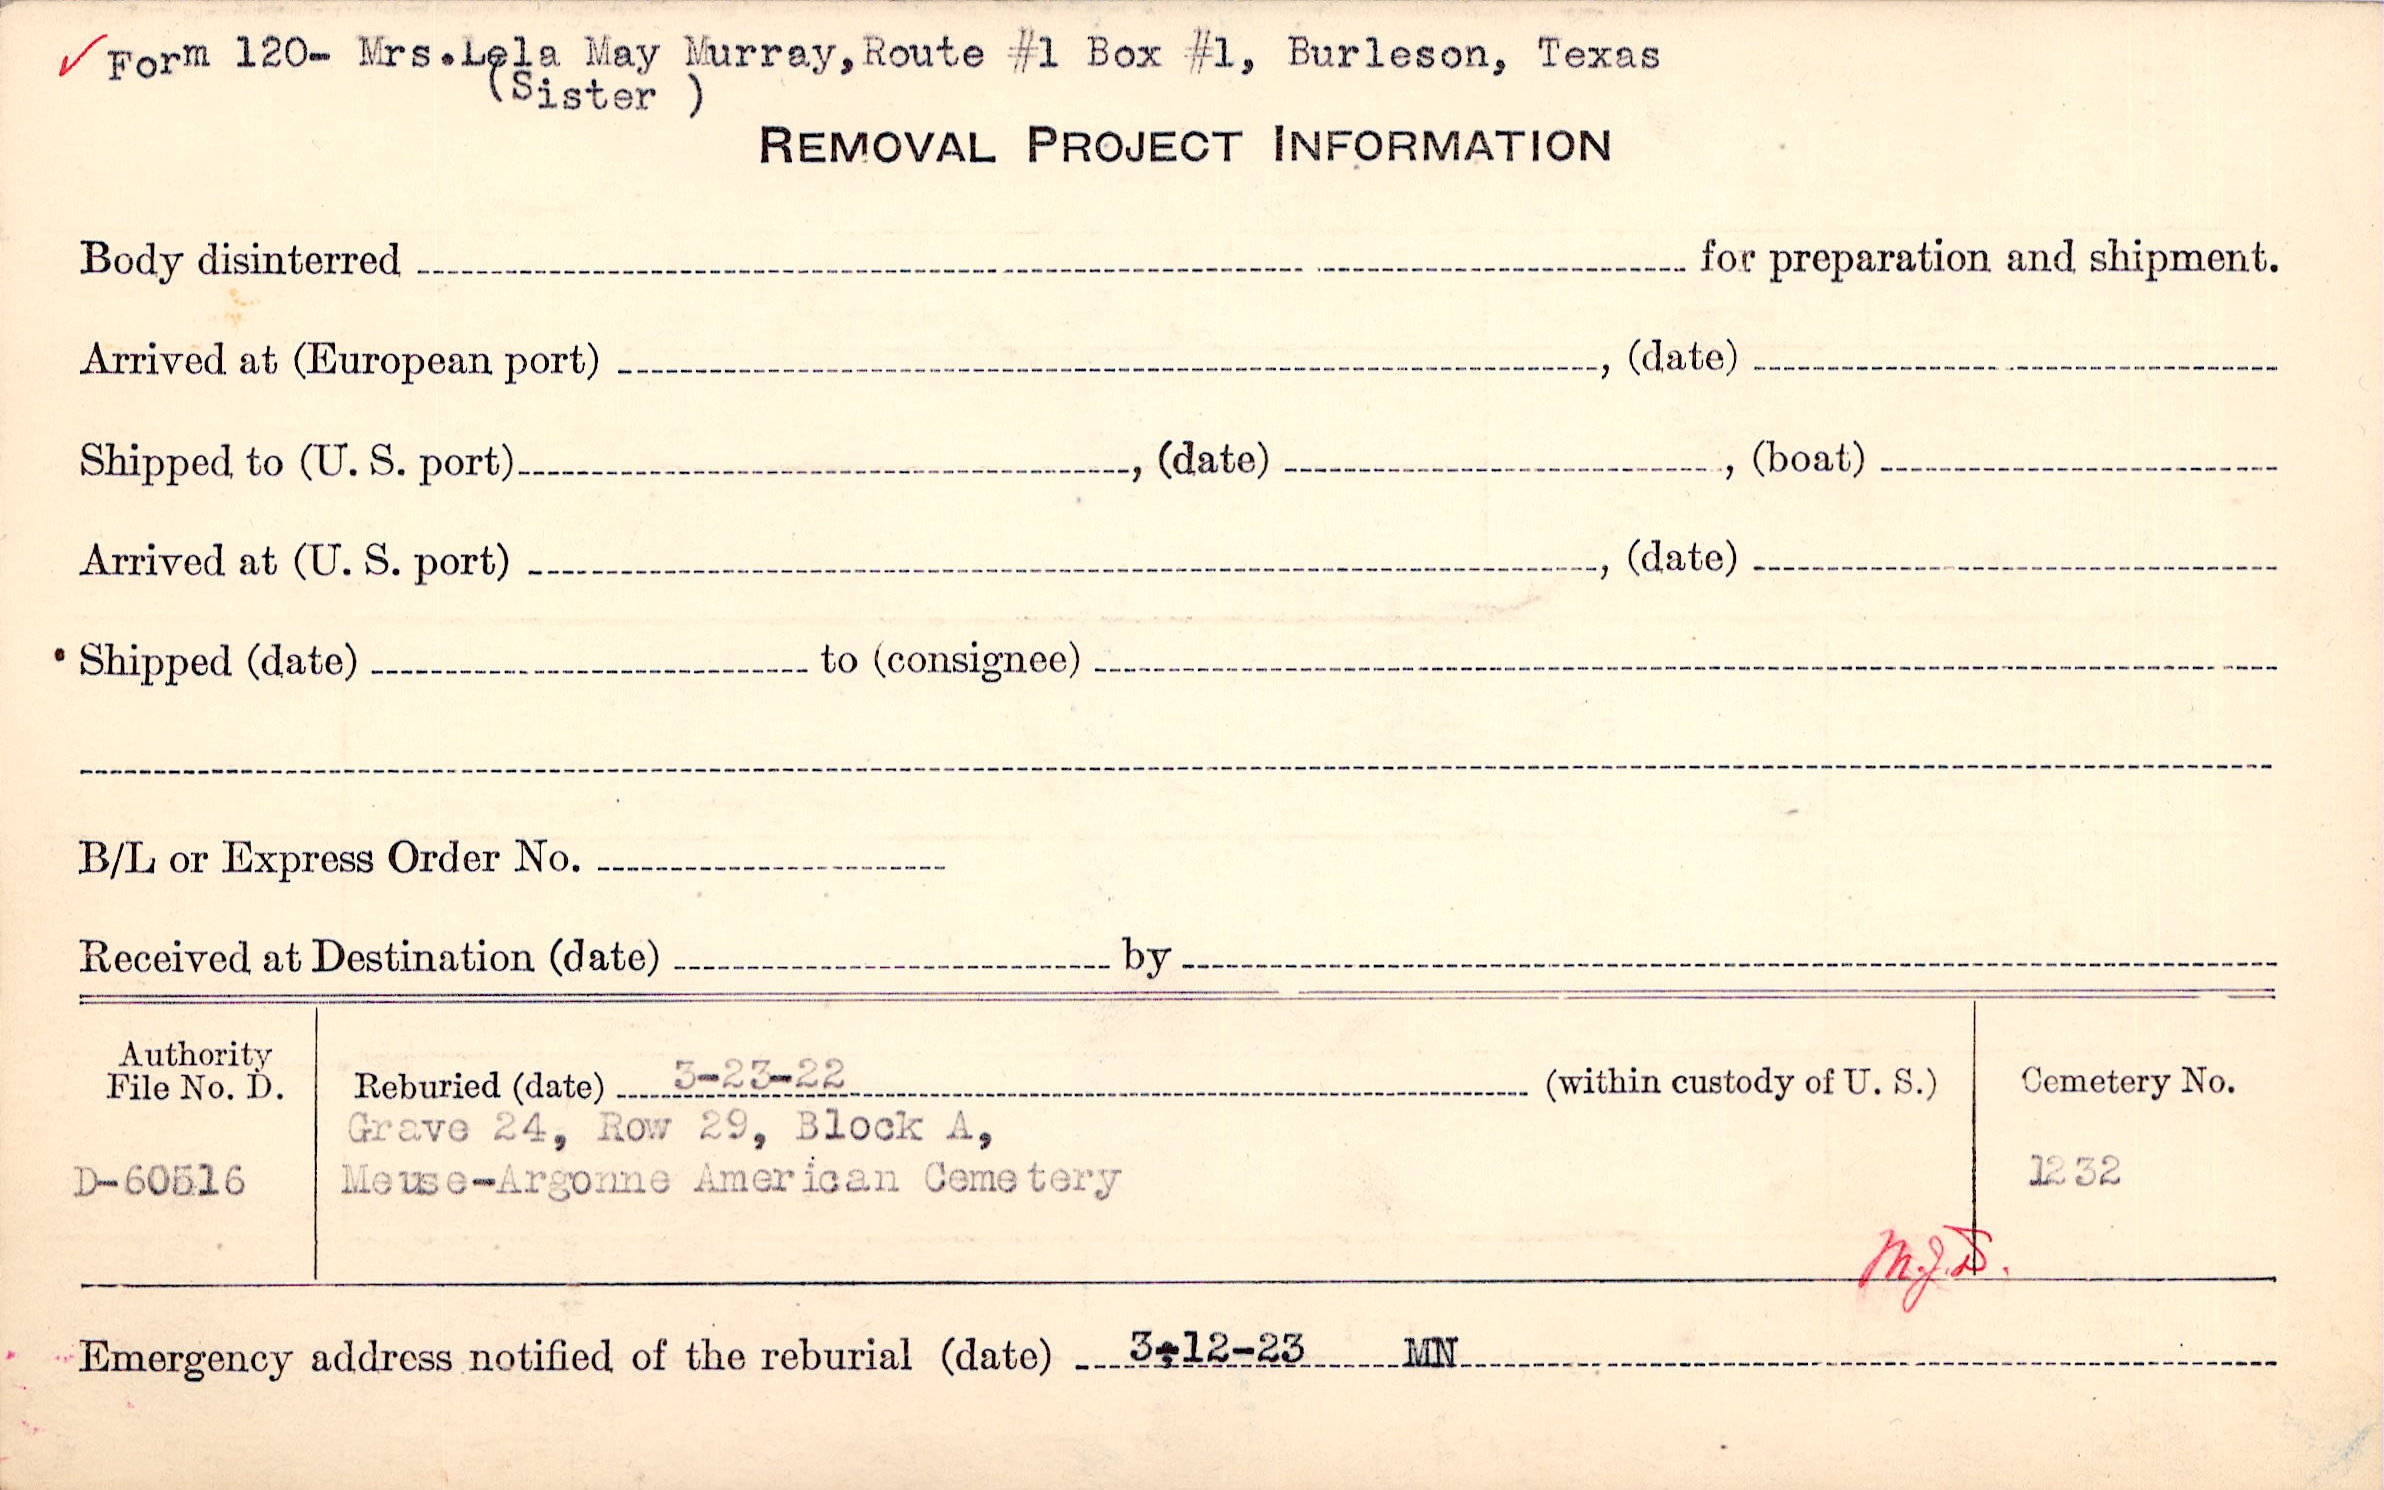 ✓ Form 120- Mrs.Lela May Murray,Route #1 Box #1, Burleson, Texas
(Sister )
REMOVAL PROJECT INFORMATION
Body disinterred for preparation and shipment.
Arrived at (European port) , (date)
Shipped to (U. S. port) , (date) , (boat)
Arrived at (U. S. port) , (date)
Shipped (date) to (consignee)
B/L or Express Order No.
Received at Destination (date) by
Authority
File No. D.
D-60516
Reburied (date) 3-23-22 (within custody of U. S.)
Grave 24, Row 29, Block A,
Meuse-Argonne American Cemetery
Cemetery No.
1232
M.J.D.
Emergency address notified of the reburial (date) 3-12-23 MN